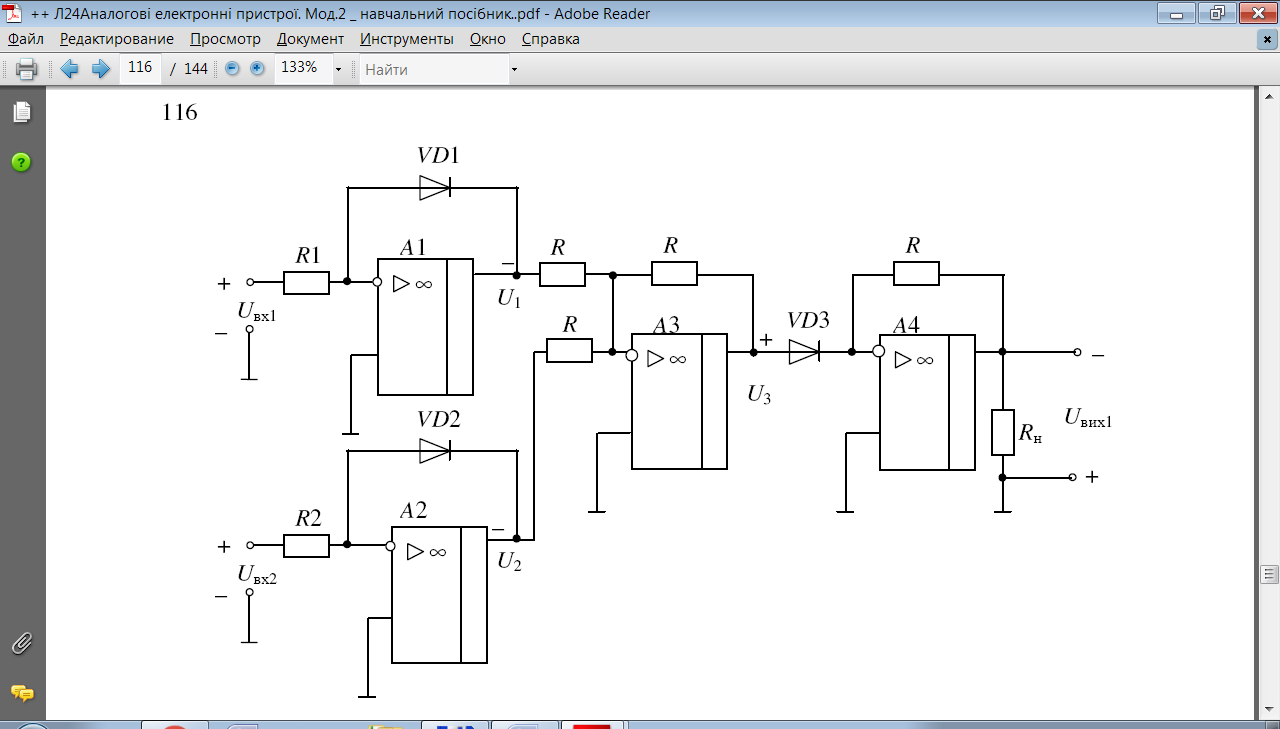 ++ Л24Аналогові електронні пристрої. Мод.2 _ навчальний посібник..pdf - Adobe Reader
Файл Редактирование Просмотр Документ Инструменты Окно Справка
116 / 144 133% Найти
116
VD1
R1 A1 R R R
+ ▷ ∞ −
Uвх1 U1
− R A3 VD3 A4
▷ ∞ + ▷ ∞ −
U3
VD2 Rн Uвих1
+
R2 A2
+ ▷ ∞ −
Uвх2 U2
−